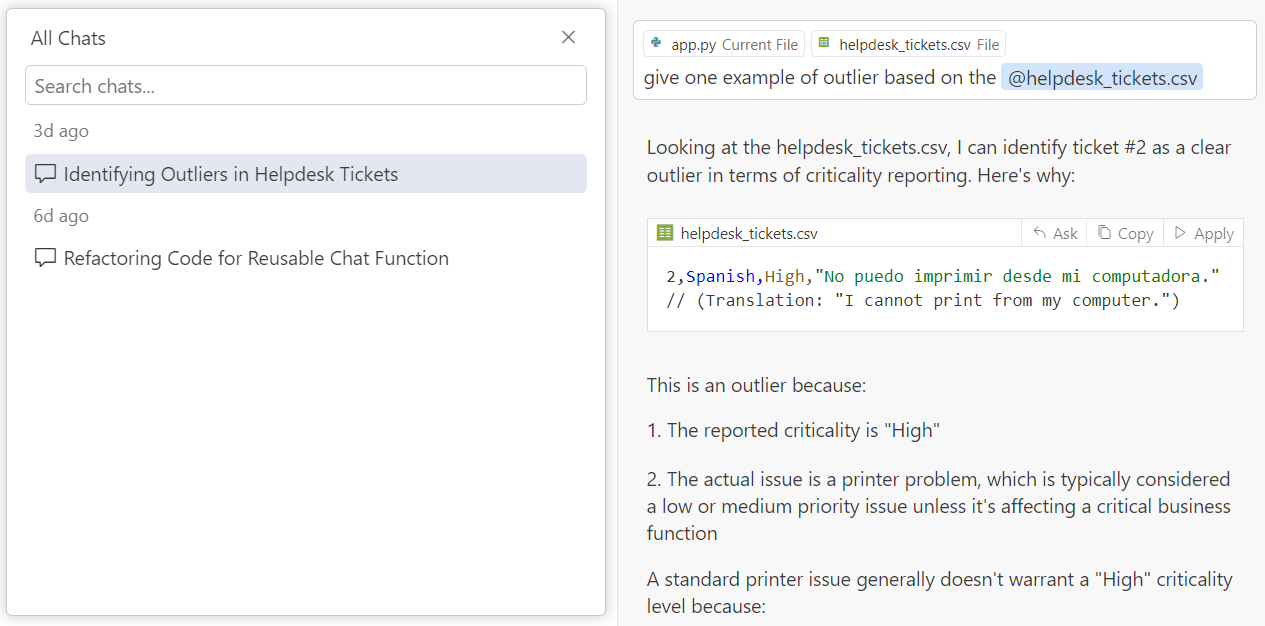 All Chats
Search chats...
3d ago
Identifying Outliers in Helpdesk Tickets
6d ago
Refactoring Code for Reusable Chat Function
app.py Current File helpdesk_tickets.csv File
give one example of outlier based on the @helpdesk_tickets.csv
Looking at the helpdesk_tickets.csv, I can identify ticket #2 as a clear
outlier in terms of criticality reporting. Here's why:
helpdesk_tickets.csv Ask Copy Apply
2,Spanish,High,"No puedo imprimir desde mi computadora."
// (Translation: "I cannot print from my computer.")
This is an outlier because:
1. The reported criticality is "High"
2. The actual issue is a printer problem, which is typically considered
a low or medium priority issue unless it's affecting a critical business
function
A standard printer issue generally doesn't warrant a "High" criticality
level because: